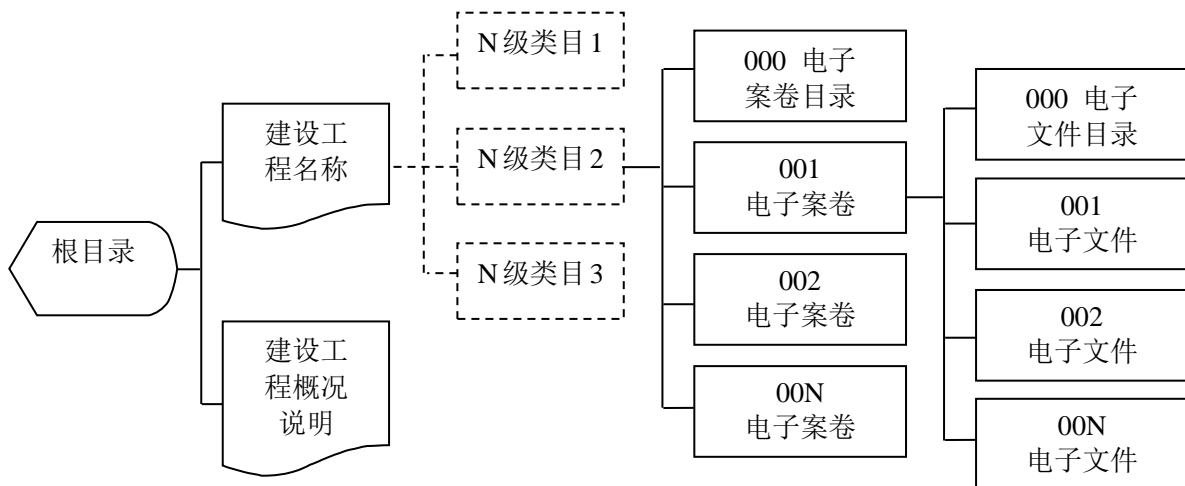 根目录
建设工
程名称
建设工
程概况
说明
N级类目1
N级类目2
N级类目3
000 电子
案卷目录
001
电子案卷
002
电子案卷
00N
电子案卷
000 电子
文件目录
001
电子文件
002
电子文件
00N
电子文件